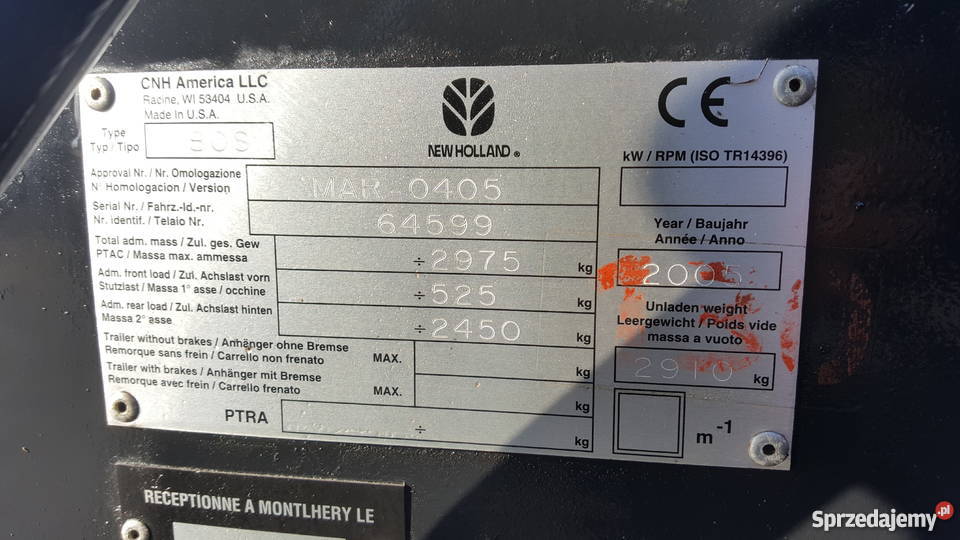 CNH America LLC
Racine, WI 53404 U.S.A.
Made in U.S.A.
Type
Typ / Tipo
NEW HOLLAND ®
CE
kW / RPM (ISO TR14396)
Approval Nr. / Nr. Omologazione
N° Homologacion / Version
MAR-0405
Serial Nr. / Fahrz.-Id.-nr.
Nr. identif. / Telaio Nr.
64599
Year / Baujahr
Année / Anno
2005
Total adm. mass / Zul. ges. Gew
PTAC / Massa max. ammessa
÷ 2975 kg
Adm. front load / Zul. Achslast vorn
Stutzlast / Massa 1° asse / occhine
÷ 525 kg
Adm. rear load / Zul. Achslast hinten
Massa 2° asse
÷ 2450 kg
Unladen weight
Leergewicht / Poids vide
massa a vuoto
2910 kg
Trailer without brakes / Anhänger ohne Bremse
Remorque sans frein / Carrello non frenato MAX. kg
Trailer with brakes / Anhänger mit Bremse
Remorque avec frein / Carrello frenato MAX. kg
PTRA ÷ kg
m-1
RECEPTIONNE A MONTLHERY LE
Sprzedajemy.pl